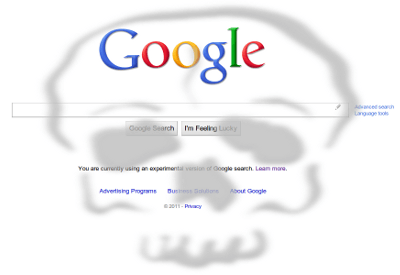 Google
Advanced search
Language tools
Google Search I'm Feeling Lucky
You are currently using an experimental version of Google search. Learn more.
Advertising Programs Business Solutions About Google
© 2011 - Privacy